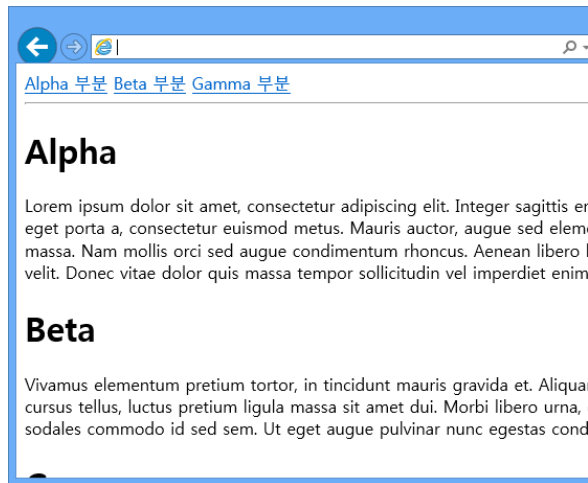 Alpha 부분 Beta 부분 Gamma 부분
Alpha
Lorem ipsum dolor sit amet, consectetur adipiscing elit. Integer sagittis
eget porta a, consectetur euismod metus. Mauris auctor, augue sed
massa. Nam mollis orci sed augue condimentum rhoncus. Aenean libero
velit. Donec vitae dolor quis massa tempor sollicitudin vel imperdiet enim
Beta
Vivamus elementum pretium tortor, in tincidunt mauris gravida et.
cursus tellus, luctus pretium ligula massa sit amet dui. Morbi libero urna,
sodales commodo id sed sem. Ut eget augue pulvinar nunc egestas